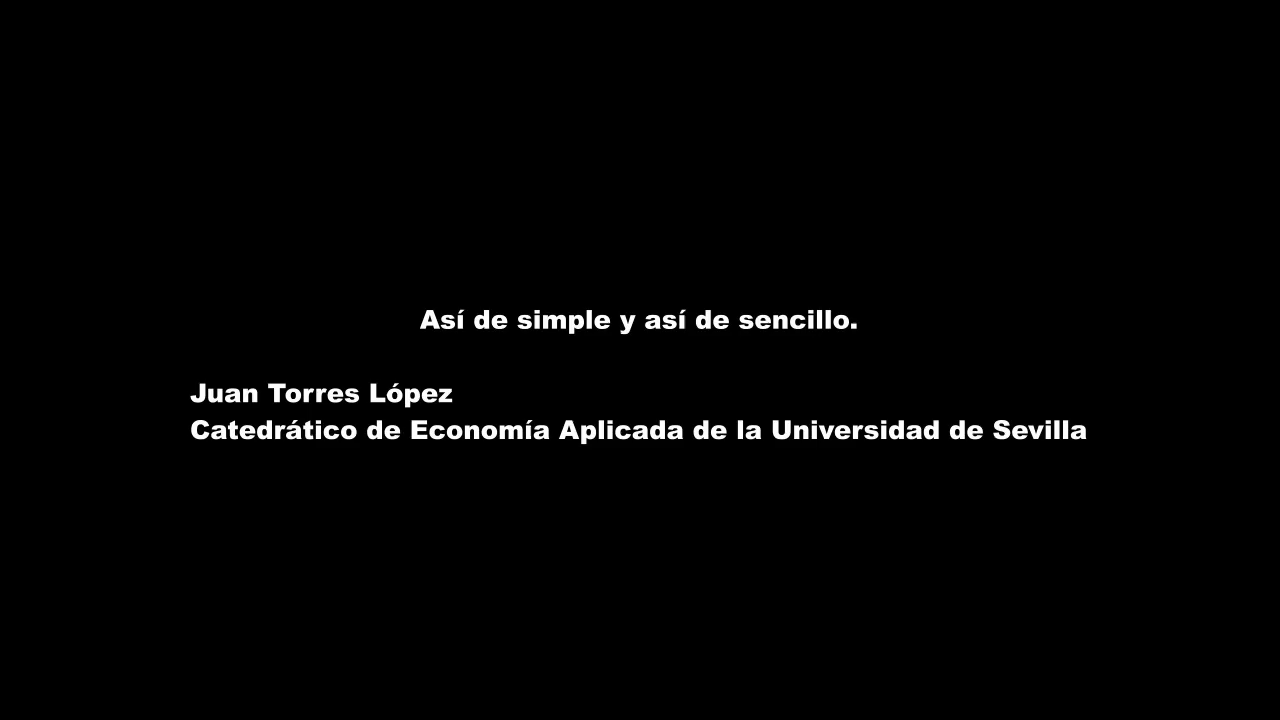 Así de simple y así de sencillo.
Juan Torres López
Catedrático de Economía Aplicada de la Universidad de Sevilla